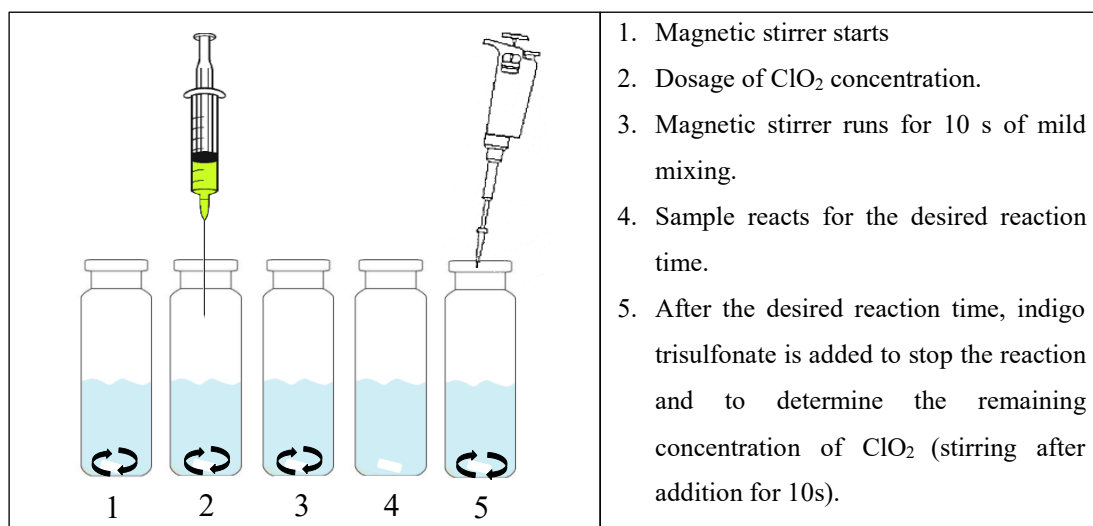 1. Magnetic stirrer starts
2. Dosage of ClO₂ concentration.
3. Magnetic stirrer runs for 10 s of mild
mixing.
4. Sample reacts for the desired reaction
time.
5. After the desired reaction time, indigo
trisulfonate is added to stop the reaction
and to determine the remaining
concentration of ClO₂ (stirring after
addition for 10s).
1 2 3 4 5